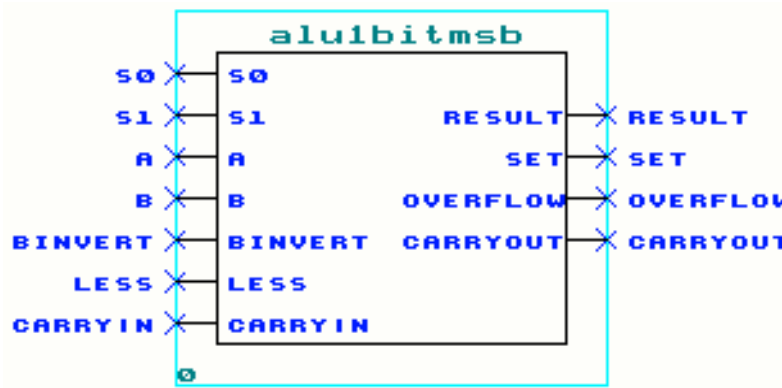 alu1bitmsb
S0 S0
S1 S1 RESULT RESULT
A A SET SET
B B OVERFLOW OVERFLOW
BINVERT BINVERT CARRYOUT CARRYOUT
LESS LESS
CARRYIN CARRYIN
0